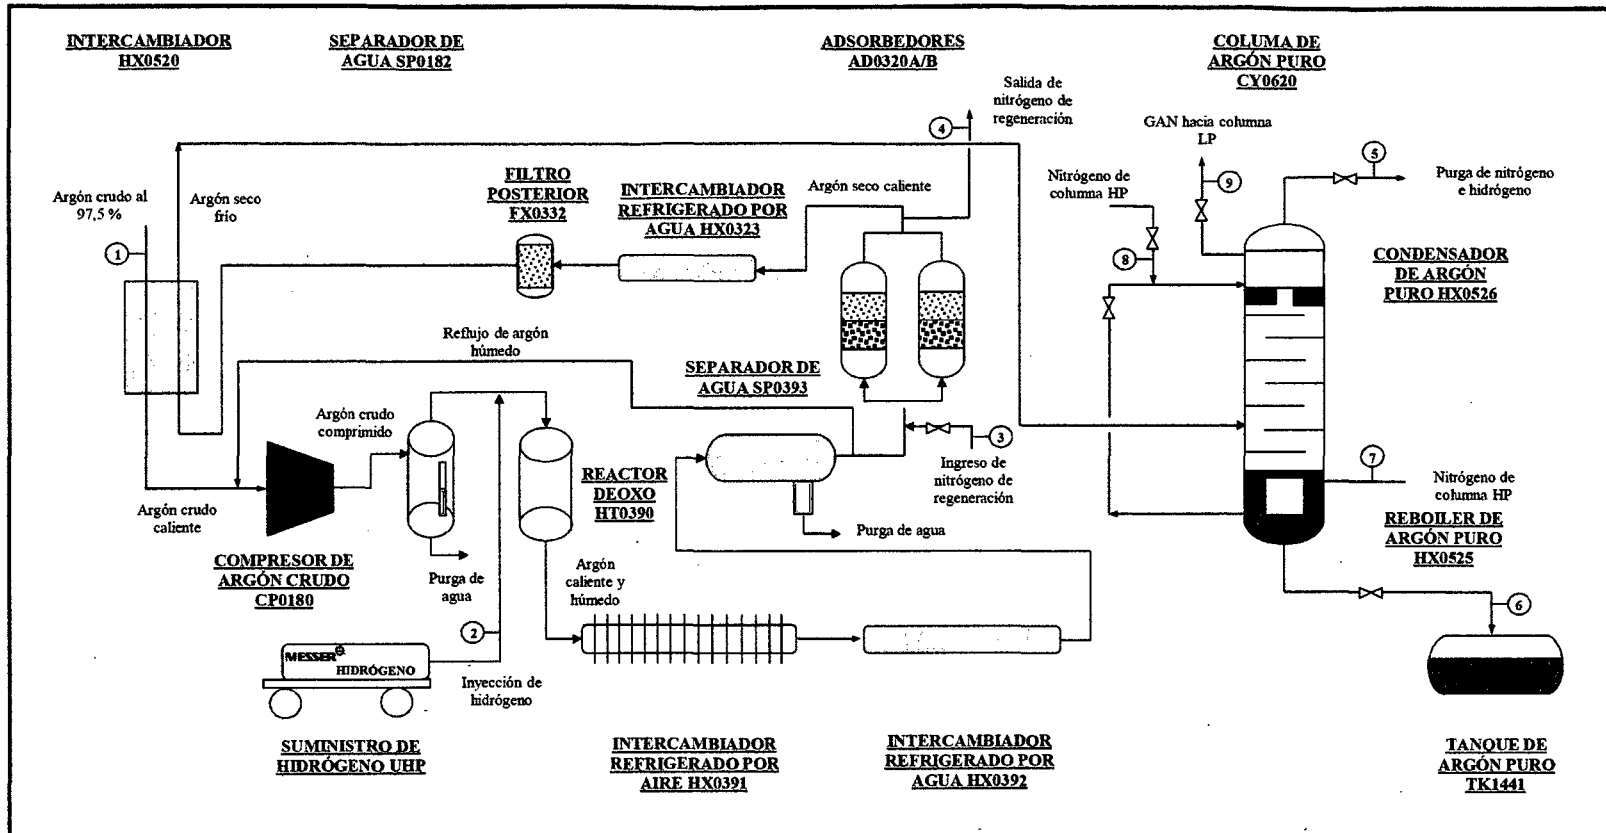 INTERCAMBIADOR
HX0520
SEPARADOR DE
AGUA SP0182
ADSORBEDORES
AD0320A/B
COLUMA DE
ARGÓN PURO
CY0620
Salida de
nitrógeno de
regeneración
4
GAN hacia columna
LP
5
Purga de nitrógeno
e hidrógeno
Nitrógeno de
columna HP
9
Argón crudo al
97,5 %
Argón seco
frío
FILTRO
POSTERIOR
FX0332
INTERCAMBIADOR
REFRIGERADO POR
AGUA HX0323
Argón seco caliente
1
8
CONDENSADOR
DE ARGÓN
PURO HX0526
Reflujo de argón
húmedo
SEPARADOR DE
AGUA SP0393
Argón crudo
comprimido
3
Ingreso de
nitrógeno de
regeneración
7
Nitrógeno de
columna HP
REACTOR
DEOXO
HT0390
Argón crudo
caliente
Purga de agua
REBOILER DE
ARGÓN PURO
HX0525
COMPRESOR DE
ARGÓN CRUDO
CP0180
Purga de
agua
Argón
caliente y
húmedo
2
6
MESSER
HIDRÓGENO
Inyección de
hidrógeno
SUMINISTRO DE
HIDRÓGENO UHP
INTERCAMBIADOR
REFRIGERADO POR
AIRE HX0391
INTERCAMBIADOR
REFRIGERADO POR
AGUA HX0392
TANQUE DE
ARGÓN PURO
TK1441